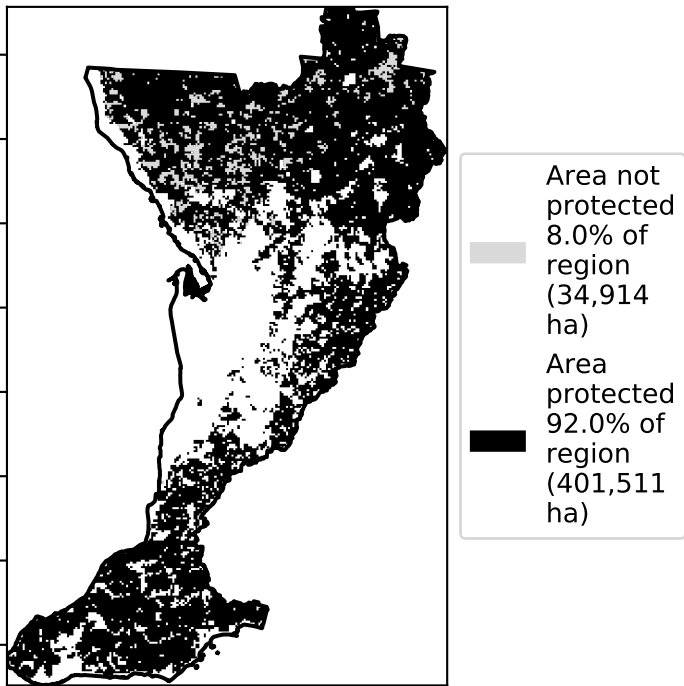 Area not
protected
8.0% of
region
(34,914
ha)
Area
protected
92.0% of
region
(401,511
ha)